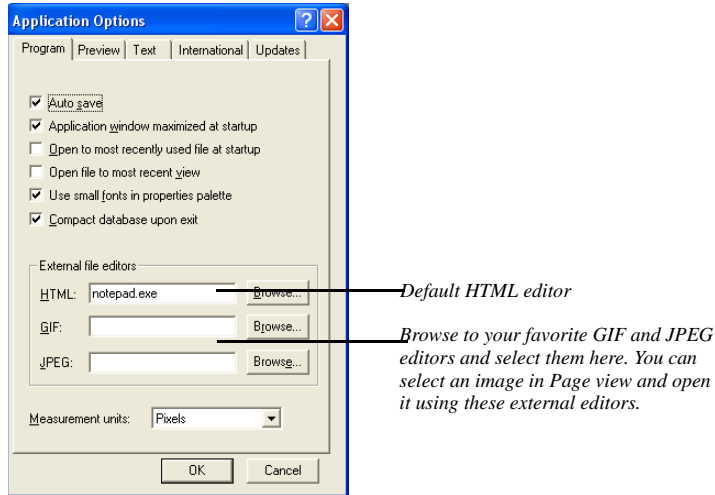 Application Options
Program Preview Text International Updates
Auto save
Application window maximized at startup
Open to most recently used file at startup
Open file to most recent view
Use small fonts in properties palette
Compact database upon exit
External file editors
HTML: notepad.exe Browse... Default HTML editor
GIF: Browse...
JPEG: Browse...
Browse to your favorite GIF and JPEG
editors and select them here. You can
select an image in Page view and open
it using these external editors.
Measurement units: Pixels
OK Cancel